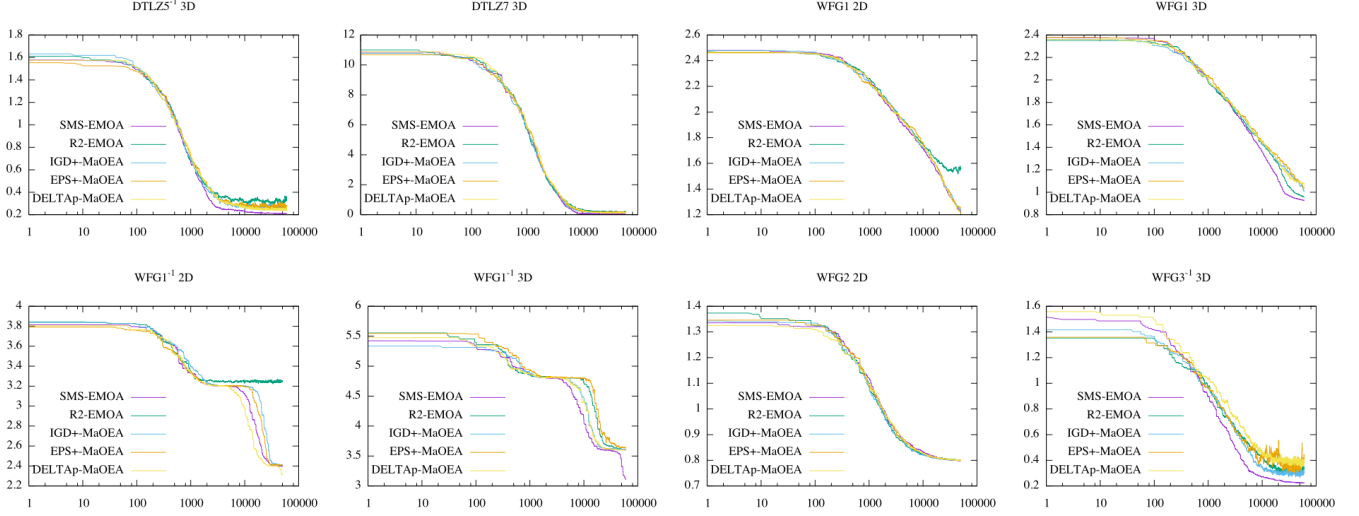 DTLZ5⁻¹ 3D
1.8
1.6
1.4
1.2
1
0.8
0.6
0.4
0.2
SMS-EMOA
R2-EMOA
IGD+-MaOEA
EPS+-MaOEA
DELTAp-MaOEA
1 10 100 1000 10000 100000
DTLZ7 3D
12
10
8
6
4
2
0
SMS-EMOA
R2-EMOA
IGD+-MaOEA
EPS+-MaOEA
DELTAp-MaOEA
1 10 100 1000 10000 100000
WFG1 2D
2.6
2.4
2.2
2
1.8
1.6
1.4
1.2
SMS-EMOA
R2-EMOA
IGD+-MaOEA
EPS+-MaOEA
DELTAp-MaOEA
1 10 100 1000 10000 100000
WFG1 3D
2.4
2.2
2
1.8
1.6
1.4
1.2
1
0.8
SMS-EMOA
R2-EMOA
IGD+-MaOEA
EPS+-MaOEA
DELTAp-MaOEA
1 10 100 1000 10000 100000
WFG1⁻¹ 2D
4
3.8
3.6
3.4
3.2
3
2.8
2.6
2.4
2.2
SMS-EMOA
R2-EMOA
IGD+-MaOEA
EPS+-MaOEA
DELTAp-MaOEA
1 10 100 1000 10000 100000
WFG1⁻¹ 3D
6
5.5
5
4.5
4
3.5
3
SMS-EMOA
R2-EMOA
IGD+-MaOEA
EPS+-MaOEA
DELTAp-MaOEA
1 10 100 1000 10000 100000
WFG2 2D
1.4
1.3
1.2
1.1
1
0.9
0.8
0.7
SMS-EMOA
R2-EMOA
IGD+-MaOEA
EPS+-MaOEA
DELTAp-MaOEA
1 10 100 1000 10000 100000
WFG3⁻¹ 3D
1.6
1.4
1.2
1
0.8
0.6
0.4
0.2
SMS-EMOA
R2-EMOA
IGD+-MaOEA
EPS+-MaOEA
DELTAp-MaOEA
1 10 100 1000 10000 100000